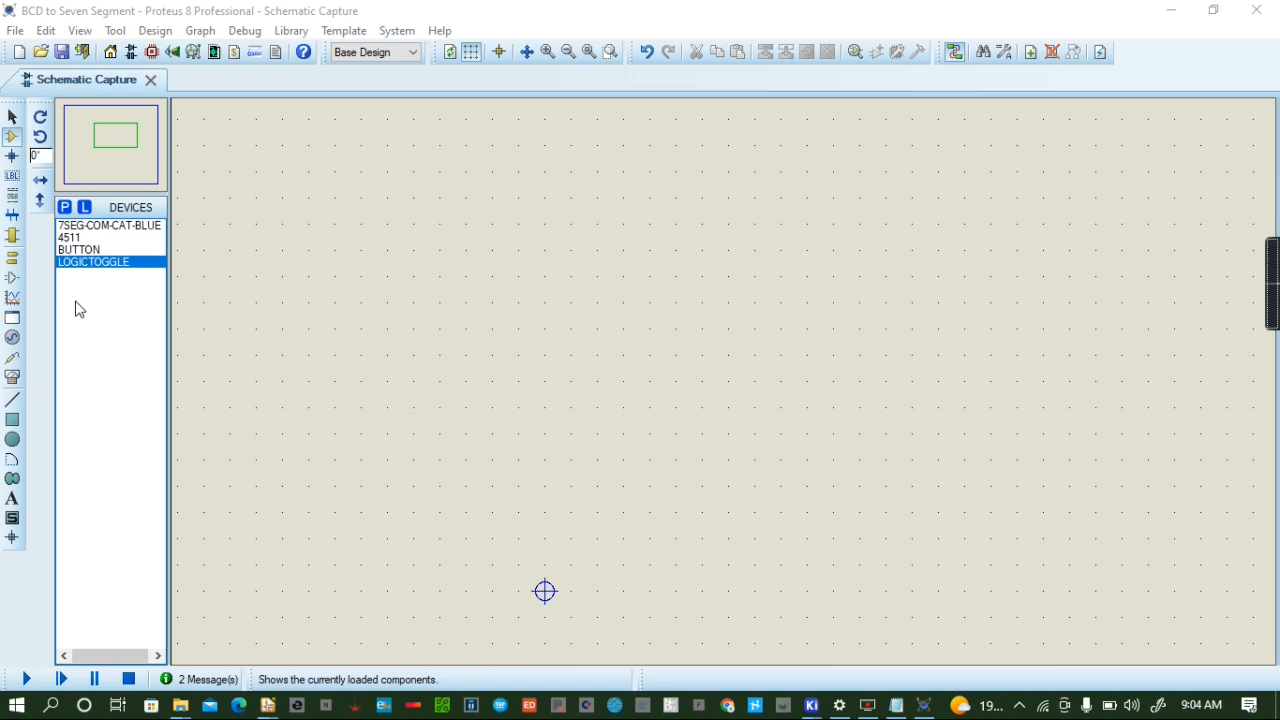 BCD to Seven Segment - Proteus 8 Professional - Schematic Capture
File Edit View Tool Design Graph Debug Library Template System Help
Base Design
Schematic Capture
LBL
0°
P L DEVICES
7SEG-COM-CAT-BLUE
4511
BUTTON
LOGICTOGGLE
A
S
2 Message(s) Shows the currently loaded components.
19... 9:04 AM